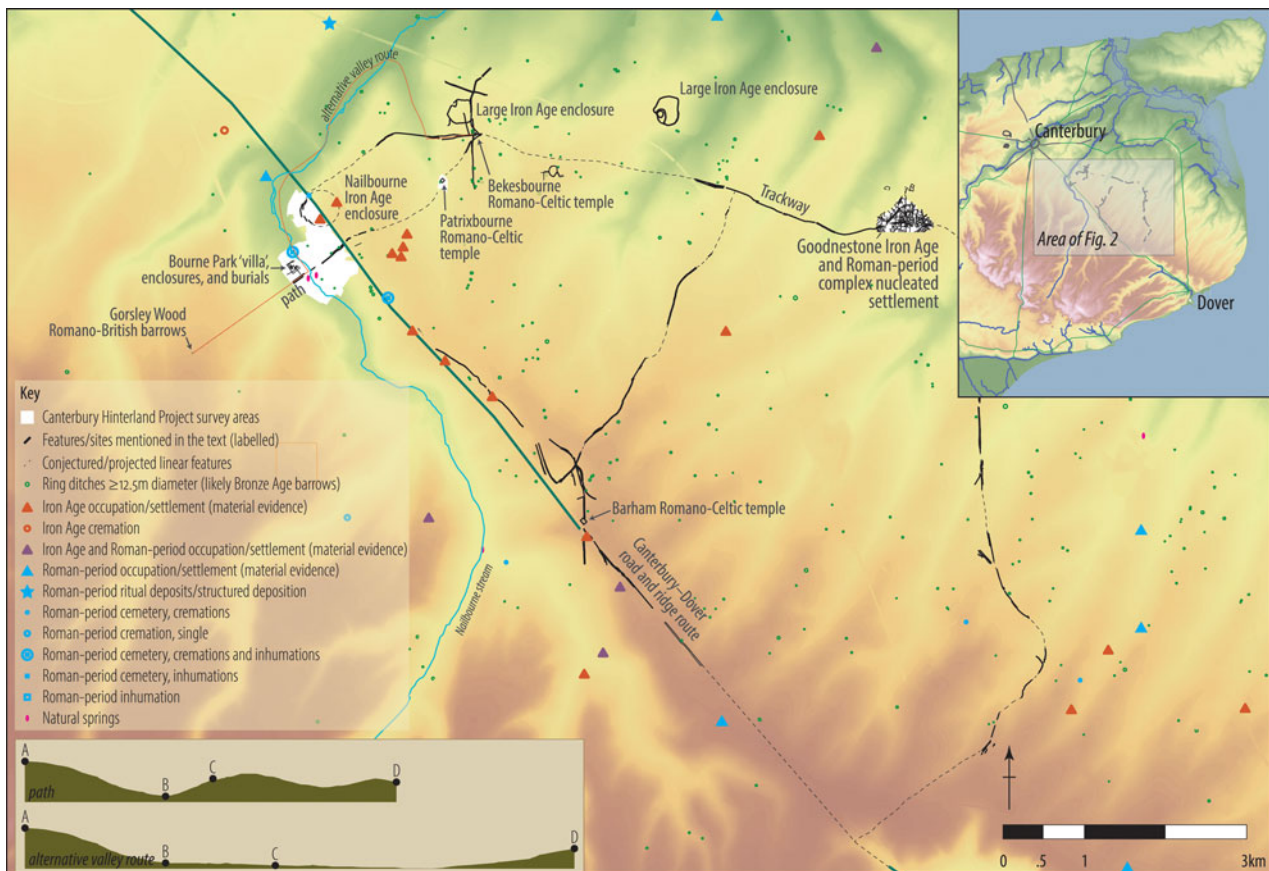 alternative valley route
Large Iron Age enclosure
Large Iron Age enclosure
Nailbourne
Iron Age
enclosure
Bekesbourne
Romano-Celtic temple
Patrixbourne
Romano-Celtic
temple
Trackway
Goodnestone Iron Age
and Roman-period
complex nucleated
settlement
Bourne Park ‘villa’,
enclosures, and burials
path
Gorsley Wood
Romano-British barrows
Canterbury
Area of Fig. 2
Dover
Key
Canterbury Hinterland Project survey areas
Features/sites mentioned in the text (labelled)
Conjectured/projected linear features
Ring ditches ≥12.5m diameter (likely Bronze Age barrows)
Iron Age occupation/settlement (material evidence)
Iron Age cremation
Iron Age and Roman-period occupation/settlement (material evidence)
Roman-period occupation/settlement (material evidence)
Roman-period ritual deposits/structured deposition
Roman-period cemetery, cremations
Roman-period cremation, single
Roman-period cemetery, cremations and inhumations
Roman-period cemetery, inhumations
Roman-period inhumation
Natural springs
Barham Romano-Celtic temple
Canterbury–Dover
road and ridge route
Nailbourne stream
A
B
C
D
path
A
B
C
D
alternative valley route
0 .5 1 3km